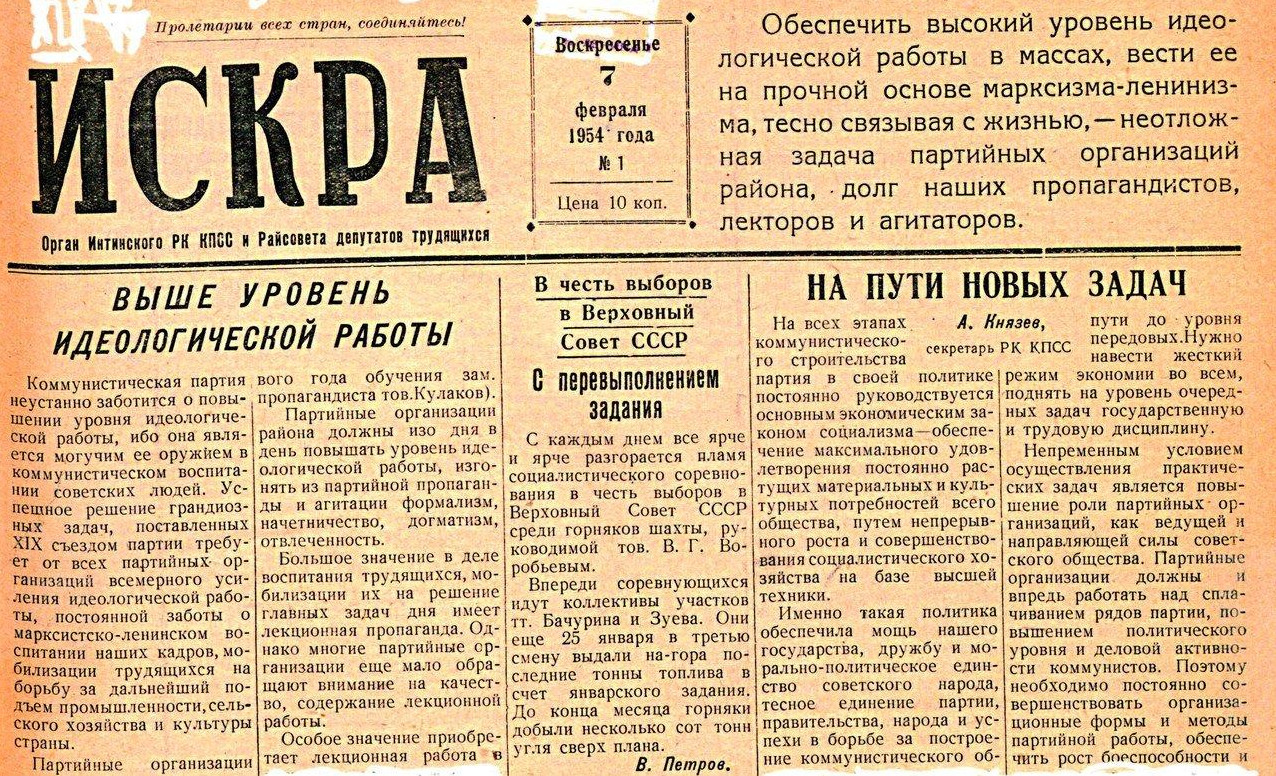 Пролетарии всех стран, соединяйтесь!
ИСКРА
Орган Интинского РК КПСС и Райсовета депутатов трудящихся
Воскресенье
7
февраля
1954 года
№ 1
Цена 10 коп.
Обеспечить высокий уровень идео-
логической работы в массах, вести ее
на прочной основе марксизма-лениниз-
ма, тесно связывая с жизнью,—неотлож-
ная задача партийных организаций
района, долг наших пропагандистов,
лекторов и агитаторов.
ВЫШЕ УРОВЕНЬ
ИДЕОЛОГИЧЕСКОЙ РАБОТЫ
Коммунистическая партия
неустанно заботится о повы-
шении уровня идеологиче-
ской работы, ибо она явля-
ется могучим ее оружием в
коммунистическом воспита-
нии советских людей. Ус-
пешное решение грандиоз-
ных задач, поставленных
XIX съездом партии требу-
ет от всех партийных ор-
ганизаций всемерного уси-
ления идеологической рабо-
ты, постоянной заботы о
марксистско-ленинском во-
спитании наших кадров, мо-
билизации трудящихся на
борьбу за дальнейший по-
дъем промышленности, сель-
ского хозяйства и культуры
страны.
Партийные организации
вого года обучения зам.
пропагандиста тов.Кулаков).
Партийные организации
района должны изо дня в
день повышать уровень иде-
ологической работы, изго-
нять из партийной пропаган-
ды и агитации формализм,
начетничество, догматизм,
отвлеченность.
Большое значение в деле
воспитания трудящихся, мо-
билизации их на решение
главных задач дня имеет
лекционная пропаганда. Од-
нако многие партийные ор-
ганизации еще мало обра-
щают внимание на качест-
во, содержание лекционной
работы.
Особое значение приобре-
тает лекционная работа в
В честь выборов
в Верховный
Совет СССР
С перевыполнением
задания
С каждым днем все ярче
и ярче разгорается пламя
социалистического соревно-
вания в честь выборов в
Верховный Совет СССР
среди горняков шахты, ру-
ководимой тов. В. Г. Во-
робьевым.
Впереди соревнующихся
идут коллективы участков
тт. Бачурина и Зуева. Они
еще 25 января в третью
смену выдали на-гора по-
следние тонны топлива в
счет январского задания.
До конца месяца горняки
добыли несколько сот тонн
угля сверх плана.
В. Петров.
НА ПУТИ НОВЫХ ЗАДАЧ
А. Князев,
секретарь РК КПСС
На всех этапах
коммунистическо-
го строительства
партия в своей политике
постоянно руководствуется
основным экономическим за-
коном социализма—обеспе-
чение максимального удов-
летворения постоянно рас-
тущих материальных и куль-
турных потребностей всего
общества, путем непрерыв-
ного роста и совершенство-
вания социалистического хо-
зяйства на базе высшей
техники.
Именно такая политика
обеспечила мощь нашего
государства, дружбу и мо-
рально-политическое един-
ство советского народа,
тесное единение партии,
правительства, народа и ус-
пехи в борьбе за построе-
ние коммунистического об-
пути до уровня
передовых.Нужно
навести жесткий
режим экономии во всем,
поднять на уровень очеред-
ных задач государственную
и трудовую дисциплину.
Непременным условием
осуществления практиче-
ских задач является повы-
шение роли партийных ор-
ганизаций, как ведущей и
направляющей силы совет-
ского общества. Партийные
организации должны и
впредь работать над спла-
чиванием рядов партии, по-
вышением политического
уровня и деловой активно-
сти коммунистов. Поэтому
необходимо постоянно со-
вершенствовать организа-
ционные формы и методы
партийной работы, обеспе-
чить рост боеспособности и